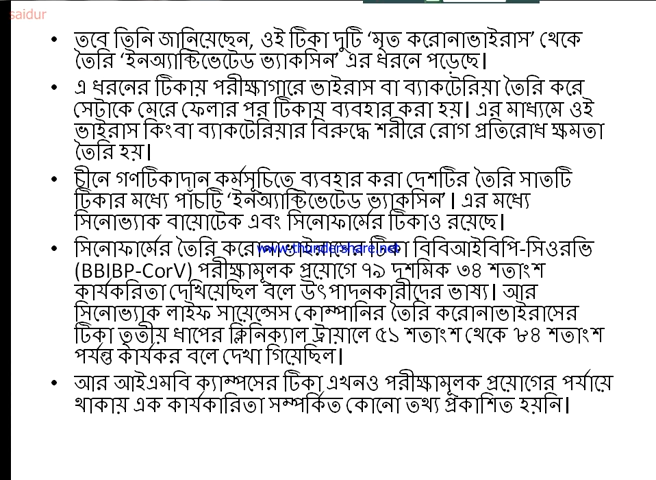 saidur
• তবে তিনি জানিয়েছেন, ওই টিকা দুটি ‘মৃত করোনাভাইরাস’ থেকে
তৈরি ‘ইনঅ্যাক্টিভেটেড ভ্যাকসিন’ এর ধরনে পড়েছে।
• এ ধরনের টিকায় পরীক্ষাগারে ভাইরাস বা ব্যাকটেরিয়া তৈরি করে
সেটাকে মেরে ফেলার পর টিকায় ব্যবহার করা হয়। এর মাধ্যমে ওই
ভাইরাস কিংবা ব্যাকটেরিয়ার বিরুদ্ধে শরীরে রোগ প্রতিরোধ ক্ষমতা
তৈরি হয়।
• চীনে গণটিকাদান কর্মসূচিতে ব্যবহার করা দেশটির তৈরি সাতটি
টিকার মধ্যে পাঁচটি ‘ইনঅ্যাক্টিভেটেড ভ্যাকসিন’। এর মধ্যে
সিনোভ্যাক বায়োটেক এবং সিনোফার্মের টিকাও রয়েছে।
• সিনোফার্মের তৈরি করোনাভাইরাসের টিকা বিবিআইবিপি-সিওরভি
(BBIBP-CorV) পরীক্ষামূলক প্রয়োগে ৭৯ দশমিক ৩৪ শতাংশ
কার্যকরিতা দেখিয়েছিল বলে উৎপাদনকারীদের ভাষ্য। আর
সিনোভ্যাক লাইফ সায়েন্সেস কোম্পানির তৈরি করোনাভাইরাসের
টিকা তৃতীয় ধাপের ক্লিনিক্যাল ট্রায়ালে ৫১ শতাংশ থেকে ৮৪ শতাংশ
পর্যন্ত কার্যকর বলে দেখা গিয়েছিল।
• আর আইএমবি ক্যাম্পসের টিকা এখনও পরীক্ষামূলক প্রয়োগের পর্যায়ে
থাকায় এক কার্যকারিতা সম্পর্কিত কোনো তথ্য প্রকাশিত হয়নি।